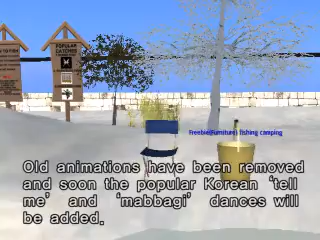 POPULAR
Freebie(Furniture) fishing camping
Old animations have been removed
and soon the popular Korean ‘tell
me’ and ‘mabbagi’ dances will
be added.